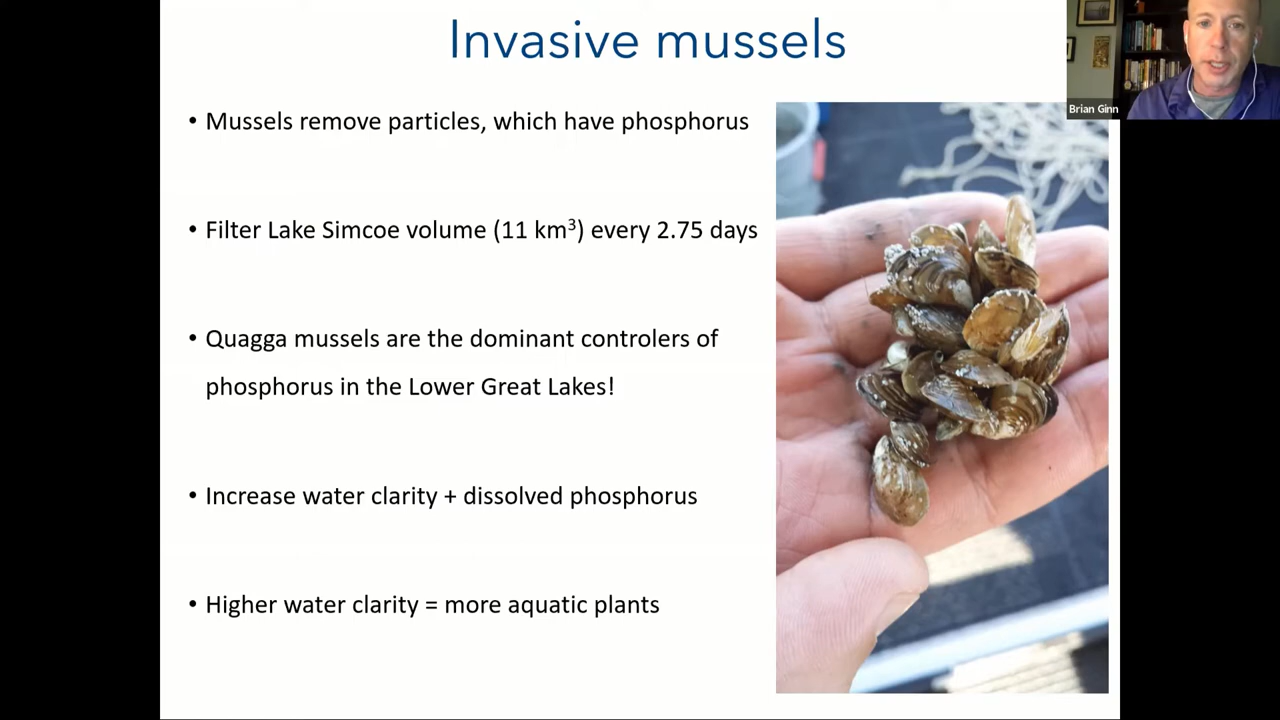 Invasive mussels
• Mussels remove particles, which have phosphorus
• Filter Lake Simcoe volume (11 km³) every 2.75 days
• Quagga mussels are the dominant controlers of
phosphorus in the Lower Great Lakes!
• Increase water clarity + dissolved phosphorus
• Higher water clarity = more aquatic plants
Brian Ginn